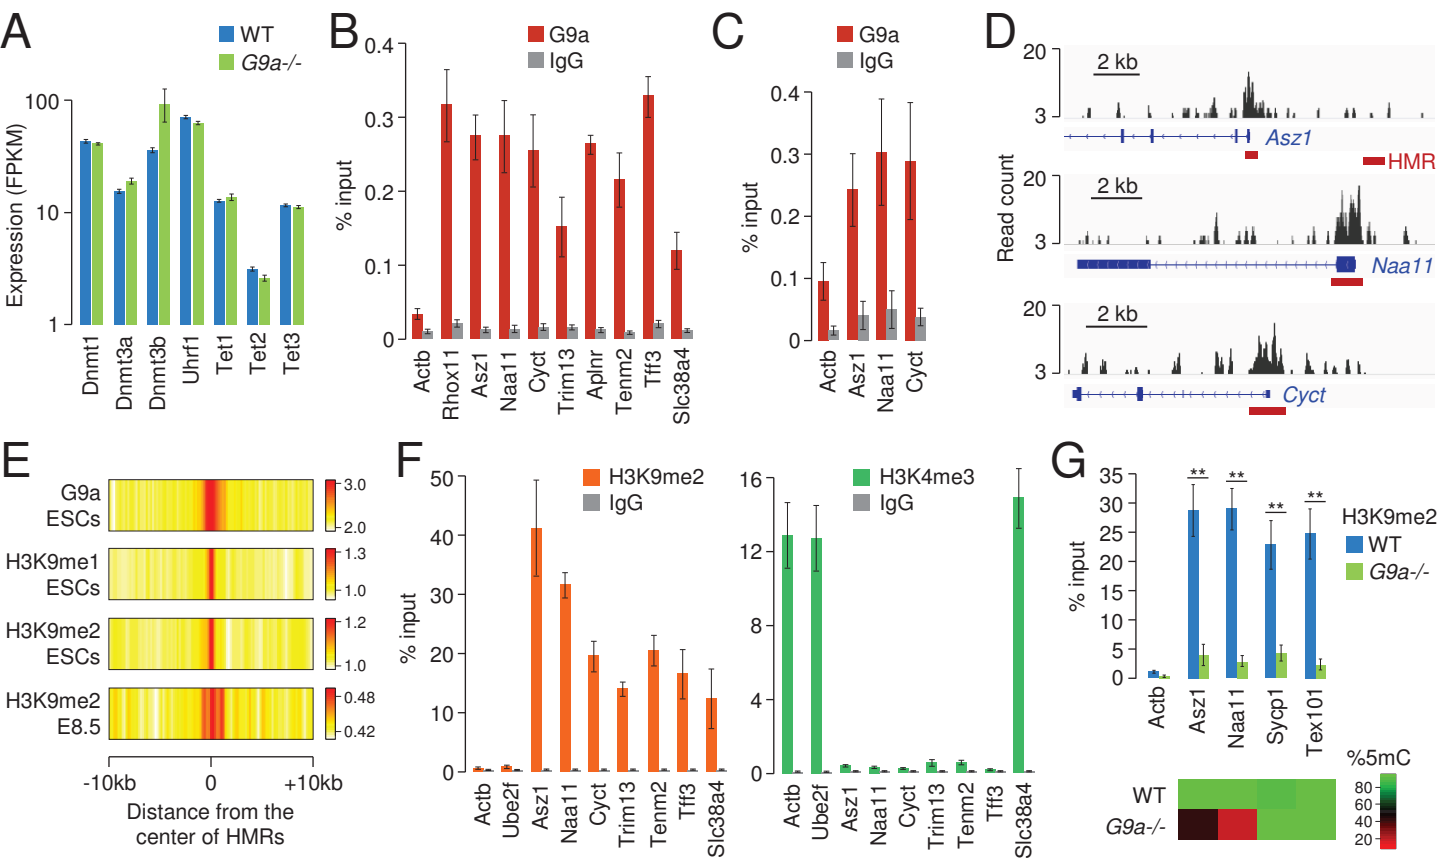 A
WT
G9a-/-
Expression (FPKM)
100
10
1
Dnmt1
Dnmt3a
Dnmt3b
Uhrf1
Tet1
Tet2
Tet3
B
G9a
IgG
% input
0.4
0.3
0.2
0.1
0
Actb
Rhox11
Asz1
Naa11
Cyct
Trim13
Aplnr
Tenm2
Tff3
Slc38a4
C
G9a
IgG
% input
0.4
0.3
0.2
0.1
0
Actb
Asz1
Naa11
Cyct
D
Read count
20
2 kb
3
Asz1
HMR
20
2 kb
3
Naa11
20
2 kb
3
Cyct
E
G9a
ESCs
3.0
2.0
H3K9me1
ESCs
1.3
1.0
H3K9me2
ESCs
1.2
1.0
H3K9me2
E8.5
0.48
0.42
-10kb 0 +10kb
Distance from the
center of HMRs
F
H3K9me2
IgG
% input
50
40
30
20
10
0
Actb
Ube2f
Asz1
Naa11
Cyct
Trim13
Tenm2
Tff3
Slc38a4
H3K4me3
IgG
16
12
8
4
0
Actb
Ube2f
Asz1
Naa11
Cyct
Trim13
Tenm2
Tff3
Slc38a4
G
% input
35
30
25
20
15
10
5
0
** ** ** **
H3K9me2
WT
G9a-/-
Actb
Asz1
Naa11
Sycp1
Tex101
%5mC
WT
G9a-/-
80
60
40
20